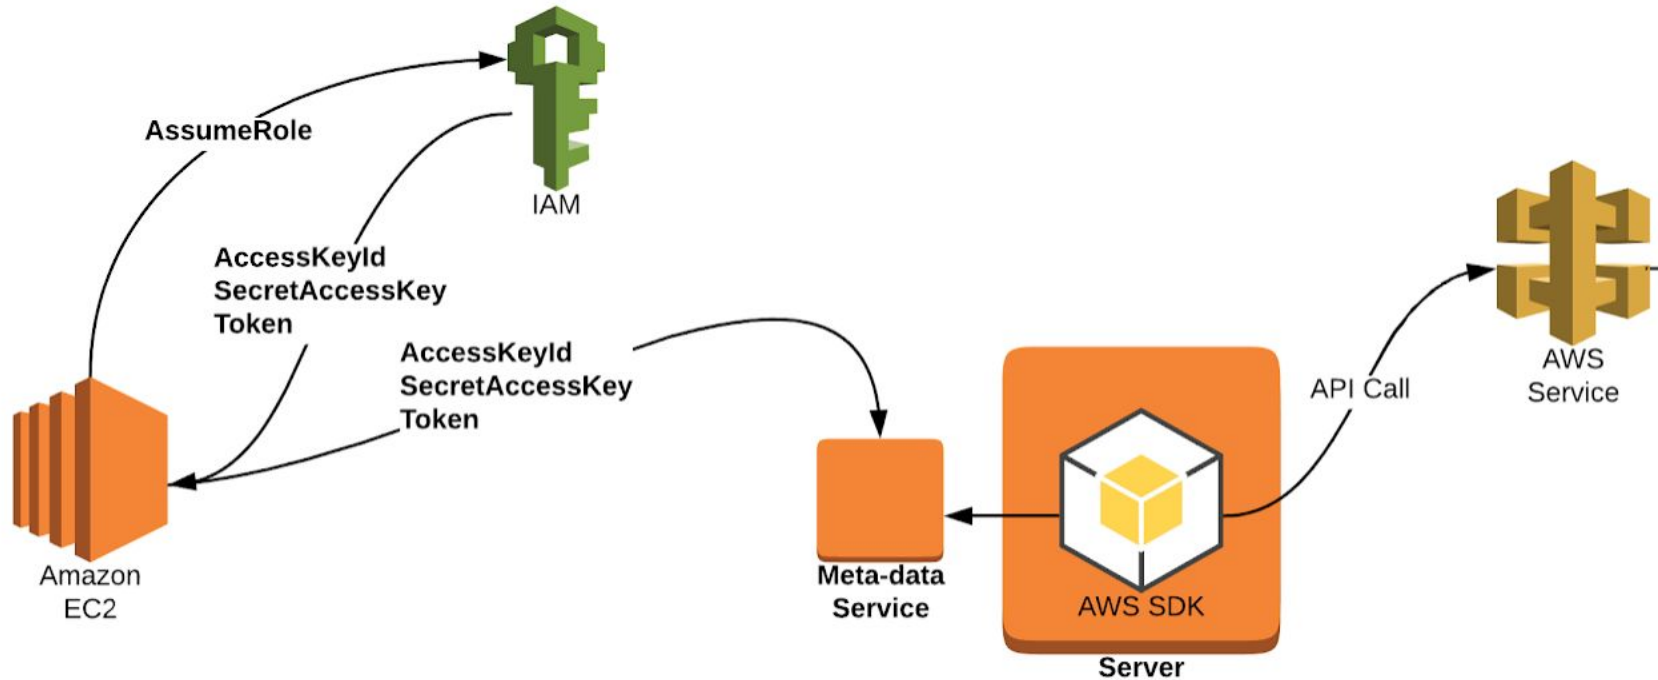 AssumeRole
IAM
AccessKeyId
SecretAccessKey
Token
AccessKeyId
SecretAccessKey
Token
Amazon
EC2
Meta-data
Service
AWS SDK
Server
API Call
AWS
Service